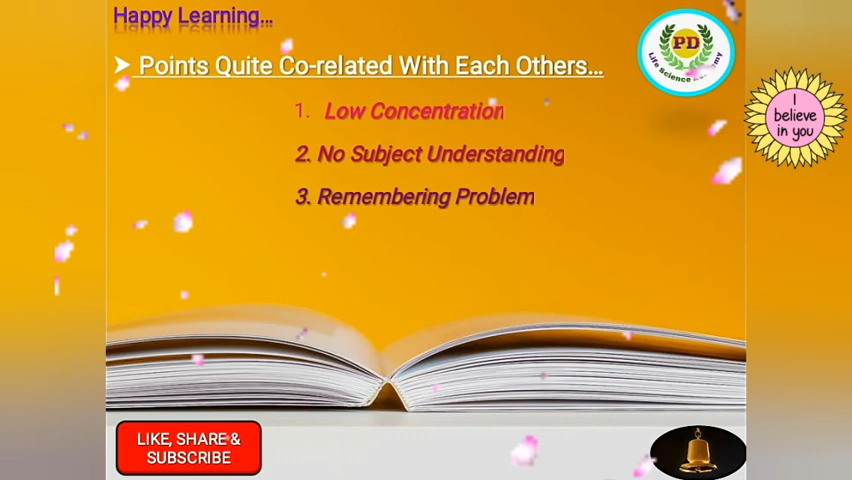 Happy Learning...
➤ Points Quite Co-related With Each Others...
1. Low Concentration
2. No Subject Understanding
3. Remembering Problem
PD
Life Science Academy
I
believe
in you
LIKE, SHARE &
SUBSCRIBE